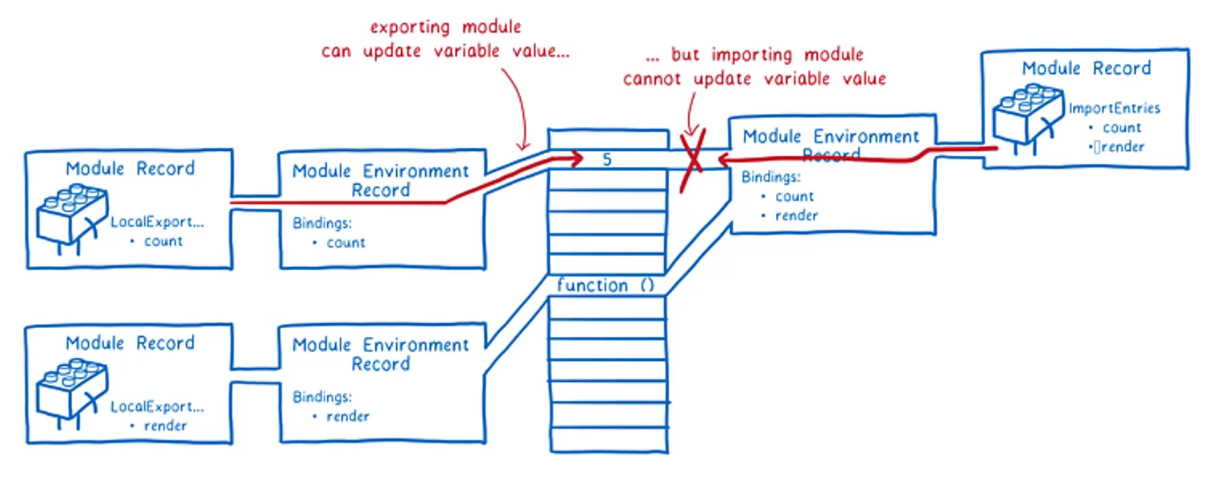 exporting module
can update variable value...
... but importing module
cannot update variable value
Module Record
ImportEntries
• count
•▯render
Module Environment
Record
Bindings:
• count
• render
5
Module Record
LocalExport...
• count
Module Environment
Record
Bindings:
• count
function ()
Module Record
LocalExport...
• render
Module Environment
Record
Bindings:
• render